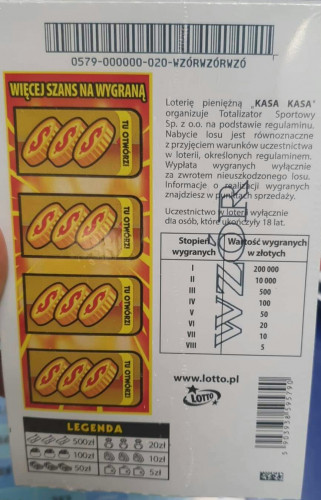 0579-000000-020-WZÓRWZÓRWZÓ
WIĘCEJ SZANS NA WYGRANĄ
TU OTWÓRZ!
TU OTWÓRZ!
TU OTWÓRZ!
TU OTWÓRZ!
Loterię pieniężną „KASA KASA"
organizuje Totalizator Sportowy
Sp. z o.o. na podstawie regulaminu.
Nabycie losu jest równoznaczne
z przyjęciem warunków uczestnictwa
w loterii, określonych regulaminem.
Wypłata wygranych wyłącznie
za zwrotem nieuszkodzonego losu.
Informacje o realizacji wygranych
znajdziesz w punktach sprzedaży.
Uczestnictwo w loterii wyłącznie
dla osób, które ukończyły 18 lat.
Stopień wygranych Wartość wygranych w złotych
I 200 000
II 10 000
III 500
IV 100
V 50
VI 20
VII 10
VIII 5
WZÓR
www.lotto.pl
LOTTO
LEGENDA
500zł 20zł
100zł 10zł
50zł 5zł
5903938595790